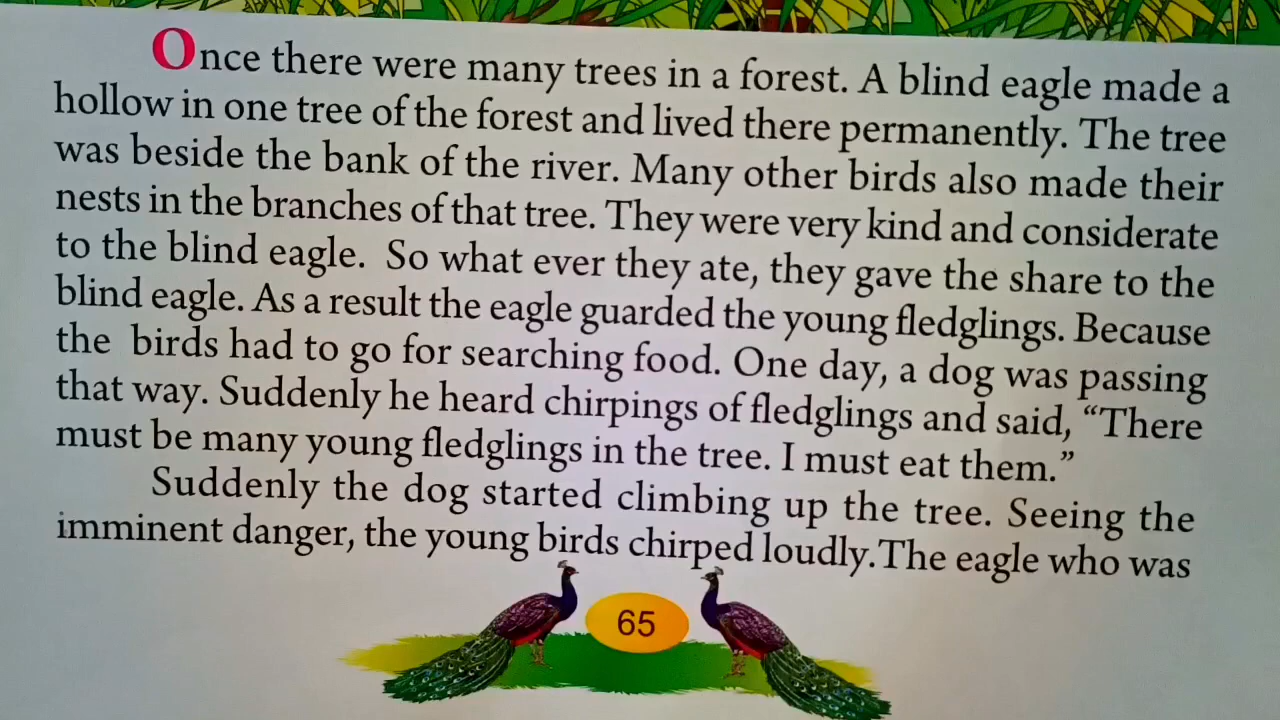 Once there were many trees in a forest. A blind eagle made a
hollow in one tree of the forest and lived there permanently. The tree
was beside the bank of the river. Many other birds also made their
nests in the branches of that tree. They were very kind and considerate
to the blind eagle. So what ever they ate, they gave the share to the
blind eagle. As a result the eagle guarded the young fledglings. Because
the birds had to go for searching food. One day, a dog was passing
that way. Suddenly he heard chirpings of fledglings and said, “There
must be many young fledglings in the tree. I must eat them.”
Suddenly the dog started climbing up the tree. Seeing the
imminent danger, the young birds chirped loudly.The eagle who was
65